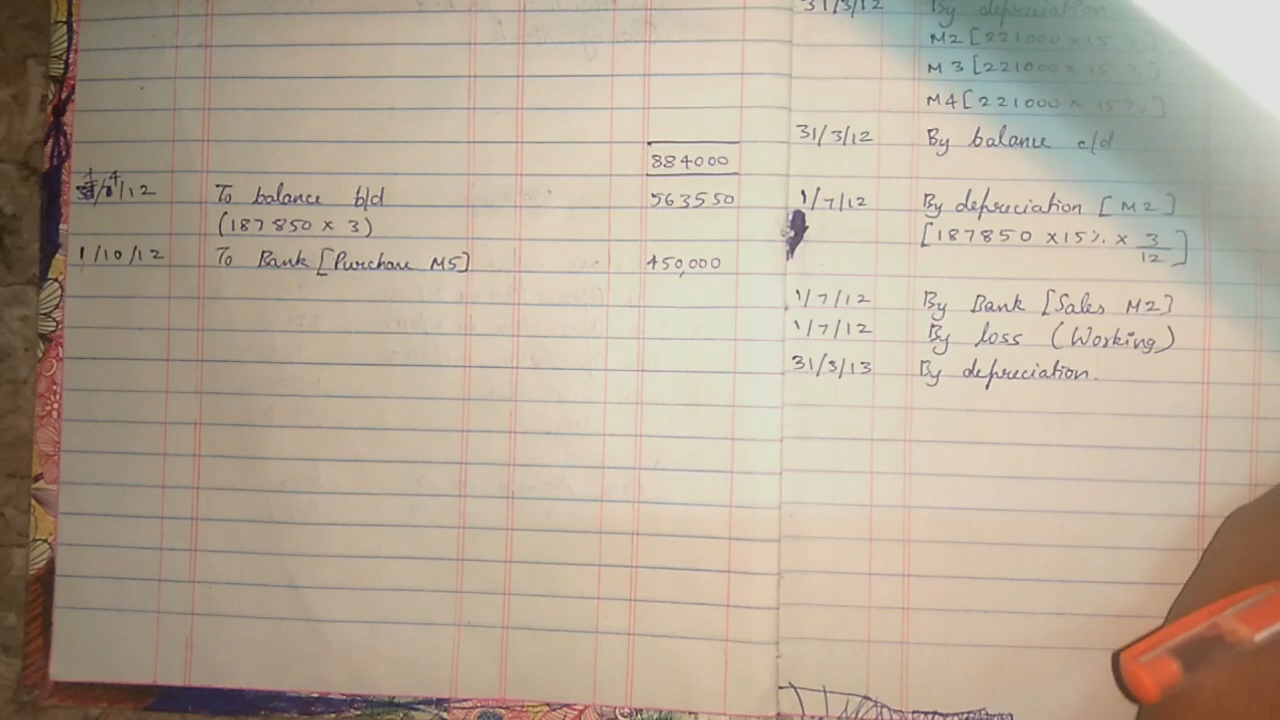 884000
1/4/12 To balance b/d 563550
(187850 x 3)
1/10/12 To Bank [Purchase M5] 450,000
31/3/12 By depreciation
M2 [221000 x 15 %]
M3 [221000 x 15 %]
M4 [221000 x 15%.]
31/3/12 By balance c/d
1/7/12 By depreciation [M2]
[187850 x15%. x 3/12]
1/7/12 By Bank [Sales M2]
1/7/12 By loss (Working)
31/3/13 By depreciation.